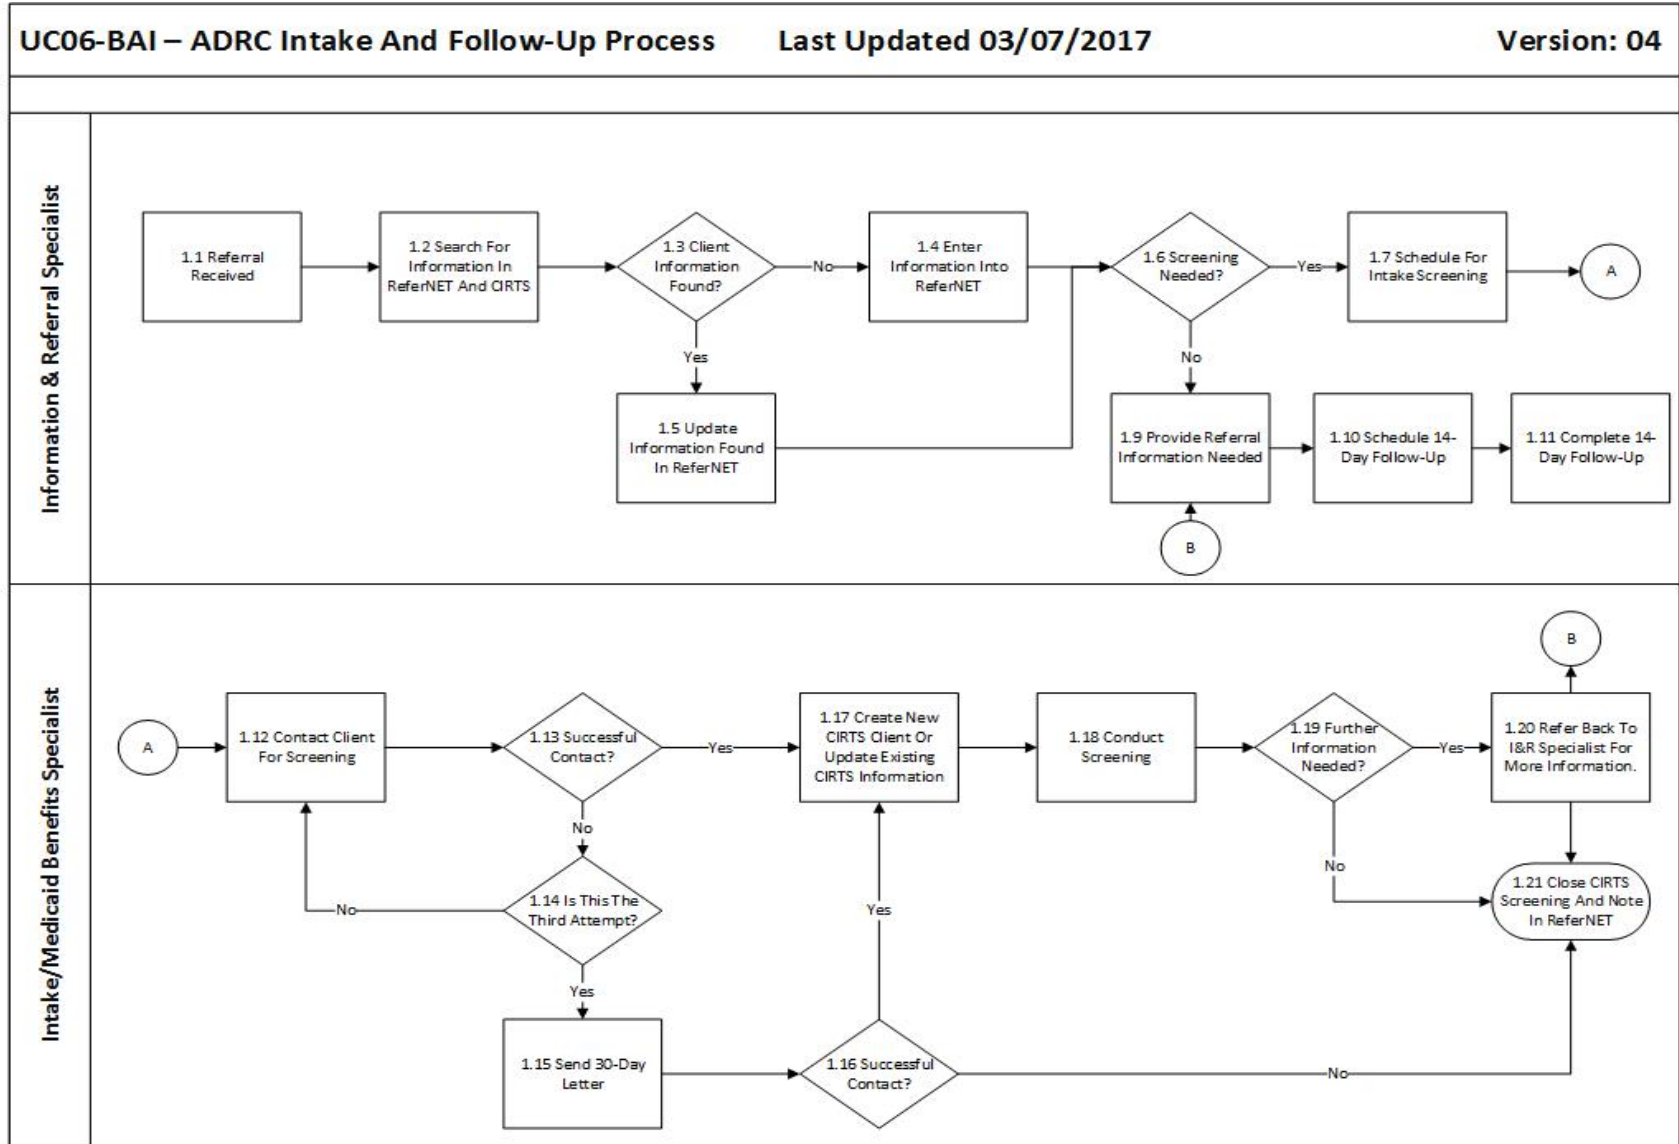 UC06-BAI – ADRC Intake And Follow-Up Process Last Updated 03/07/2017 Version: 04
Information & Referral Specialist
1.1 Referral
Received
1.2 Search For
Information In
ReferNET And CIRTS
1.3 Client
Information
Found?
No
1.4 Enter
Information Into
ReferNET
1.6 Screening
Needed?
Yes
1.7 Schedule For
Intake Screening
A
Yes
No
1.5 Update
Information Found
In ReferNET
1.9 Provide Referral
Information Needed
1.10 Schedule 14-
Day Follow-Up
1.11 Complete 14-
Day Follow-Up
B
Intake/Medicaid Benefits Specialist
B
A
1.12 Contact Client
For Screening
1.13 Successful
Contact?
Yes
1.17 Create New
CIRTS Client Or
Update Existing
CIRTS Information
1.18 Conduct
Screening
1.19 Further
Information
Needed?
Yes
1.20 Refer Back To
I&R Specialist For
More Information.
No
No
1.14 Is This The
Third Attempt?
No
Yes
1.21 Close CIRTS
Screening And Note
In ReferNET
Yes
1.15 Send 30-Day
Letter
1.16 Successful
Contact?
No